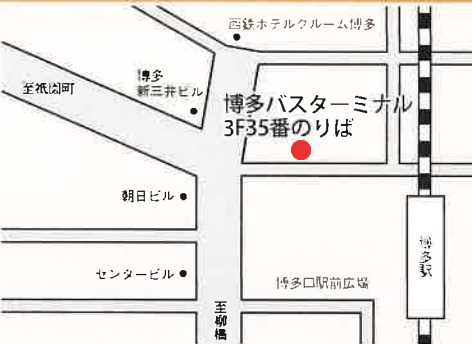 西鉄ホテルクルーム博多
博多
新三井ビル
至祇園町
博多バスターミナル
3F35番のりば
朝日ビル
センタービル
博多口駅前広場
博多駅
至柳橋